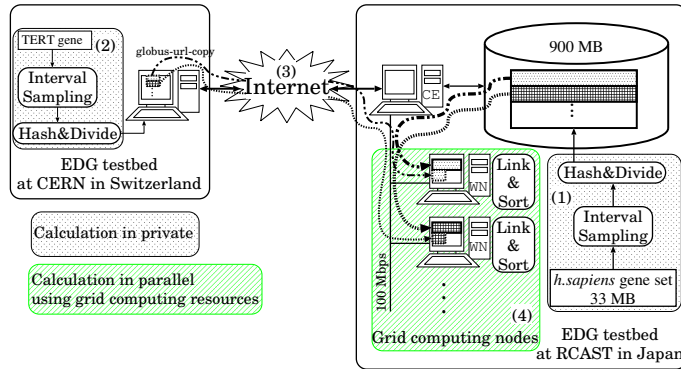 TERT gene
(2)
globus-url-copy
Interval
Sampling
Hash&Divide
EDG testbed
at CERN in Switzerland
(3)
Internet
CE
900 MB
Calculation in private
Calculation in parallel
using grid computing resources
WN
Link
& 
Sort
WN
Link
&
Sort
100 Mbps
(4)
Grid computing nodes
Hash&Divide
(1)
Interval
Sampling
h.sapiens gene set
33 MB
EDG testbed
at RCAST in Japan